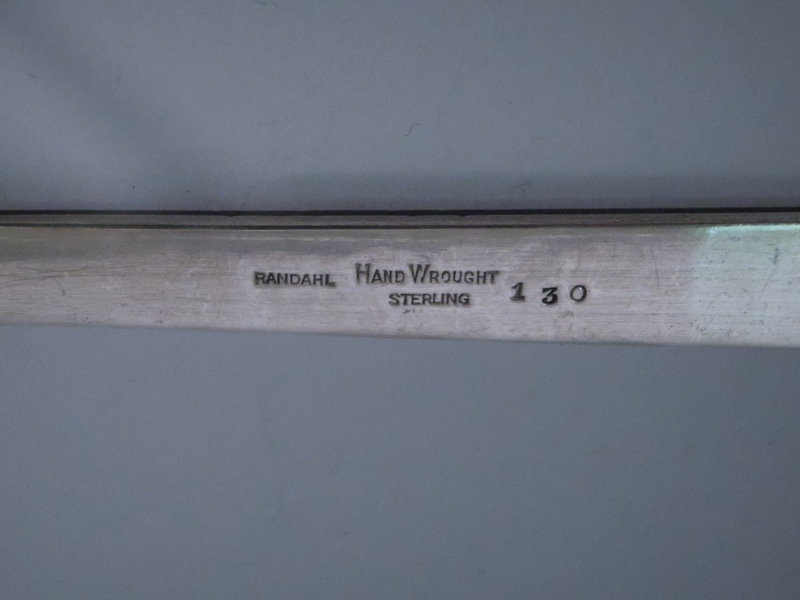 RANDAHL HAND WROUGHT 130
STERLING